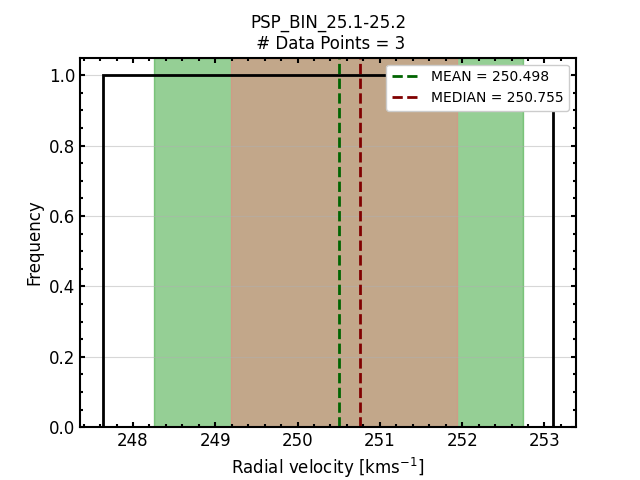 PSP_BIN_25.1-25.2
# Data Points = 3
MEAN = 250.498
MEDIAN = 250.755
Frequency
1.0
0.8
0.6
0.4
0.2
0.0
248 249 250 251 252 253
Radial velocity [kms⁻¹]